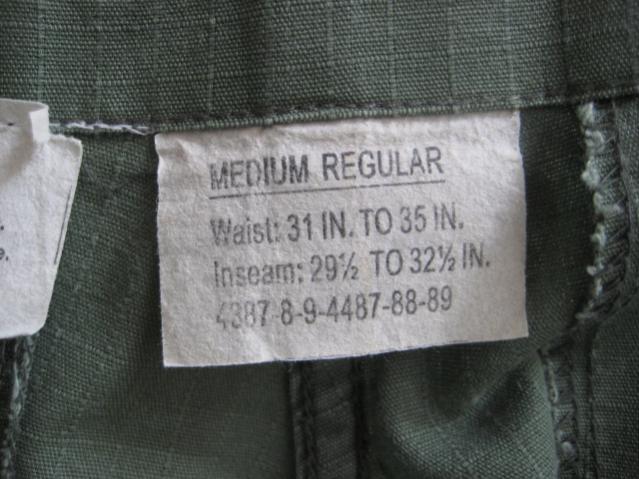 MEDIUM REGULAR
Waist: 31 IN. TO 35 IN.
Inseam: 29½ TO 32½ IN.
4387-8-9-4487-88-89